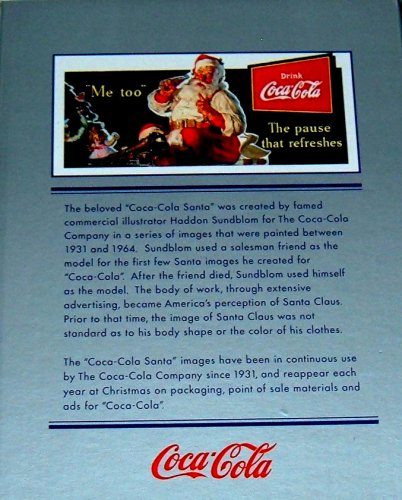 "Me too"
Drink
Coca-Cola
The pause
that refreshes
The beloved "Coca-Cola Santa" was created by famed
commercial illustrator Haddon Sundblom for The Coca-Cola
Company in a series of images that were painted between
1931 and 1964. Sundblom used a salesman friend as the
model for the first few Santa images he created for
"Coca-Cola". After the friend died, Sundblom used himself
as the model. The body of work, through extensive
advertising, became America's perception of Santa Claus.
Prior to that time, the image of Santa Claus was not
standard as to his body shape or the color of his clothes.
The "Coca-Cola Santa" images have been in continuous use
by The Coca-Cola Company since 1931, and reappear each
year at Christmas on packaging, point of sale materials and
ads for "Coca-Cola".
Coca-Cola